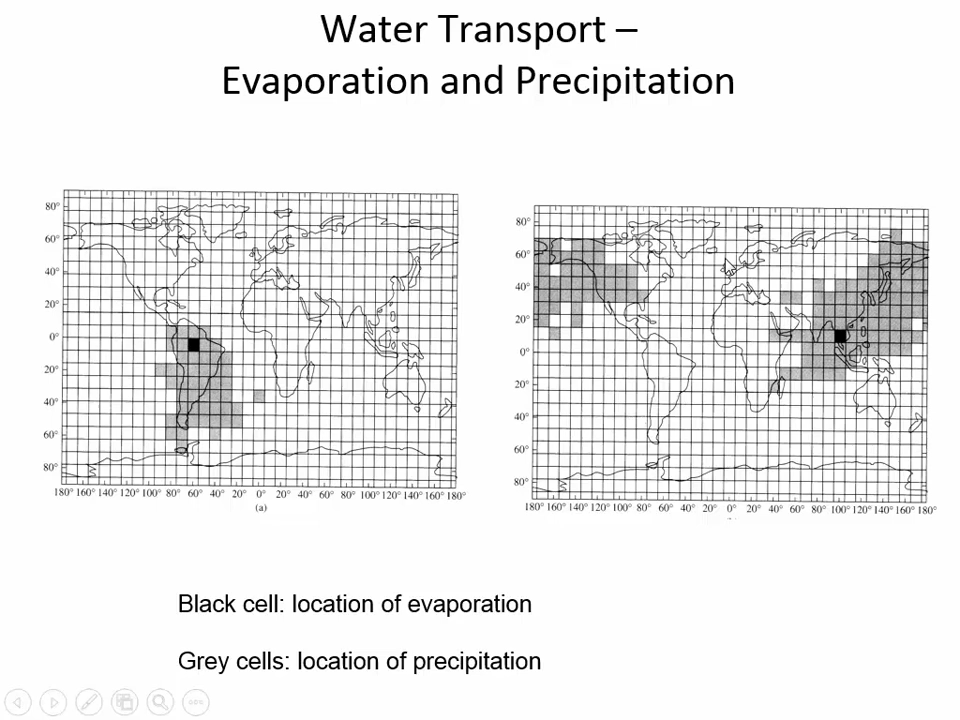 Water Transport –
Evaporation and Precipitation
80°
60°
40°
20°
0°
20°
40°
60°
80°
180° 160° 140° 120° 100° 80° 60° 40° 20° 0° 20° 40° 60° 80° 100° 120° 140° 160° 180°
(a)
80°
60°
40°
20°
0°
20°
40°
60°
80°
180° 160° 140° 120° 100° 80° 60° 40° 20° 0° 20° 40° 60° 80° 100° 120° 140° 160° 180°
Black cell: location of evaporation
Grey cells: location of precipitation